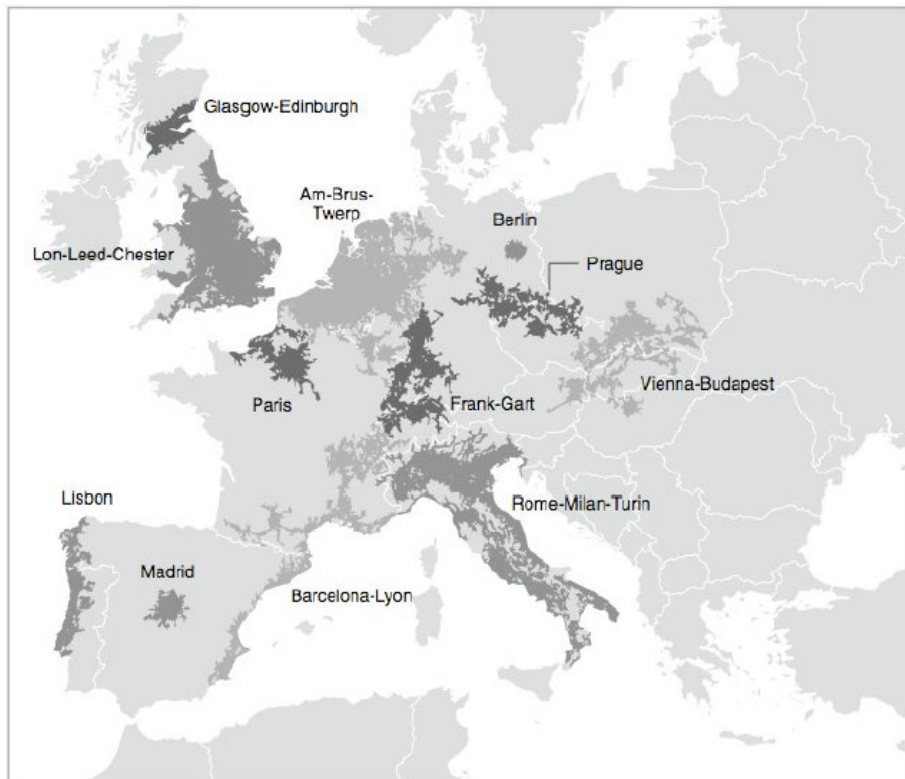 Glasgow-Edinburgh
Am-Brus-
Twerp
Berlin
Lon-Leed-Chester
Prague
Vienna-Budapest
Paris
Frank-Gart
Lisbon
Rome-Milan-Turin
Madrid
Barcelona-Lyon